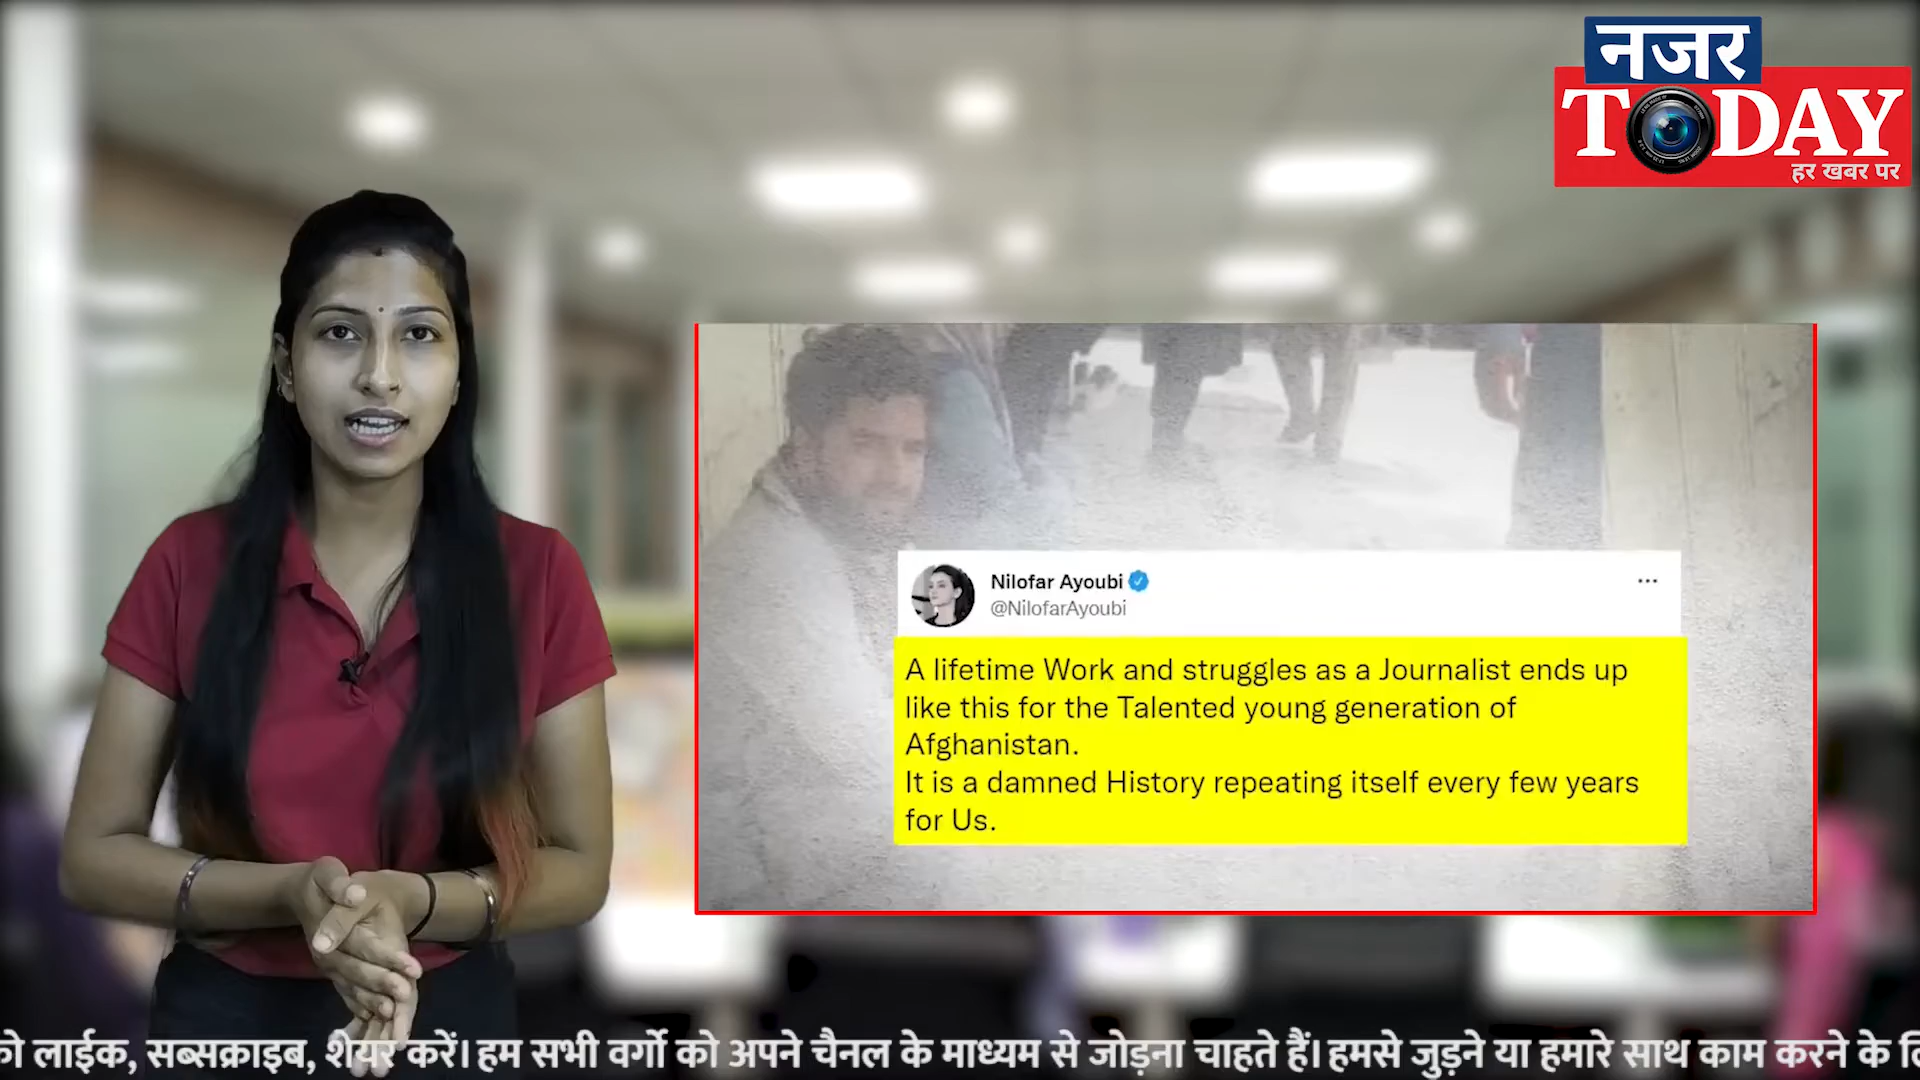 नजर
TODAY
हर खबर पर
Nilofar Ayoubi
@NilofarAyoubi
A lifetime Work and struggles as a Journalist ends up
like this for the Talented young generation of
Afghanistan.
It is a damned History repeating itself every few years
for Us.
लाईक, सब्सक्राइब, शेयर करें। हम सभी वर्गो को अपने चैनल के माध्यम से जोड़ना चाहते हैं। हमसे जुड़ने या हमारे साथ काम करने के